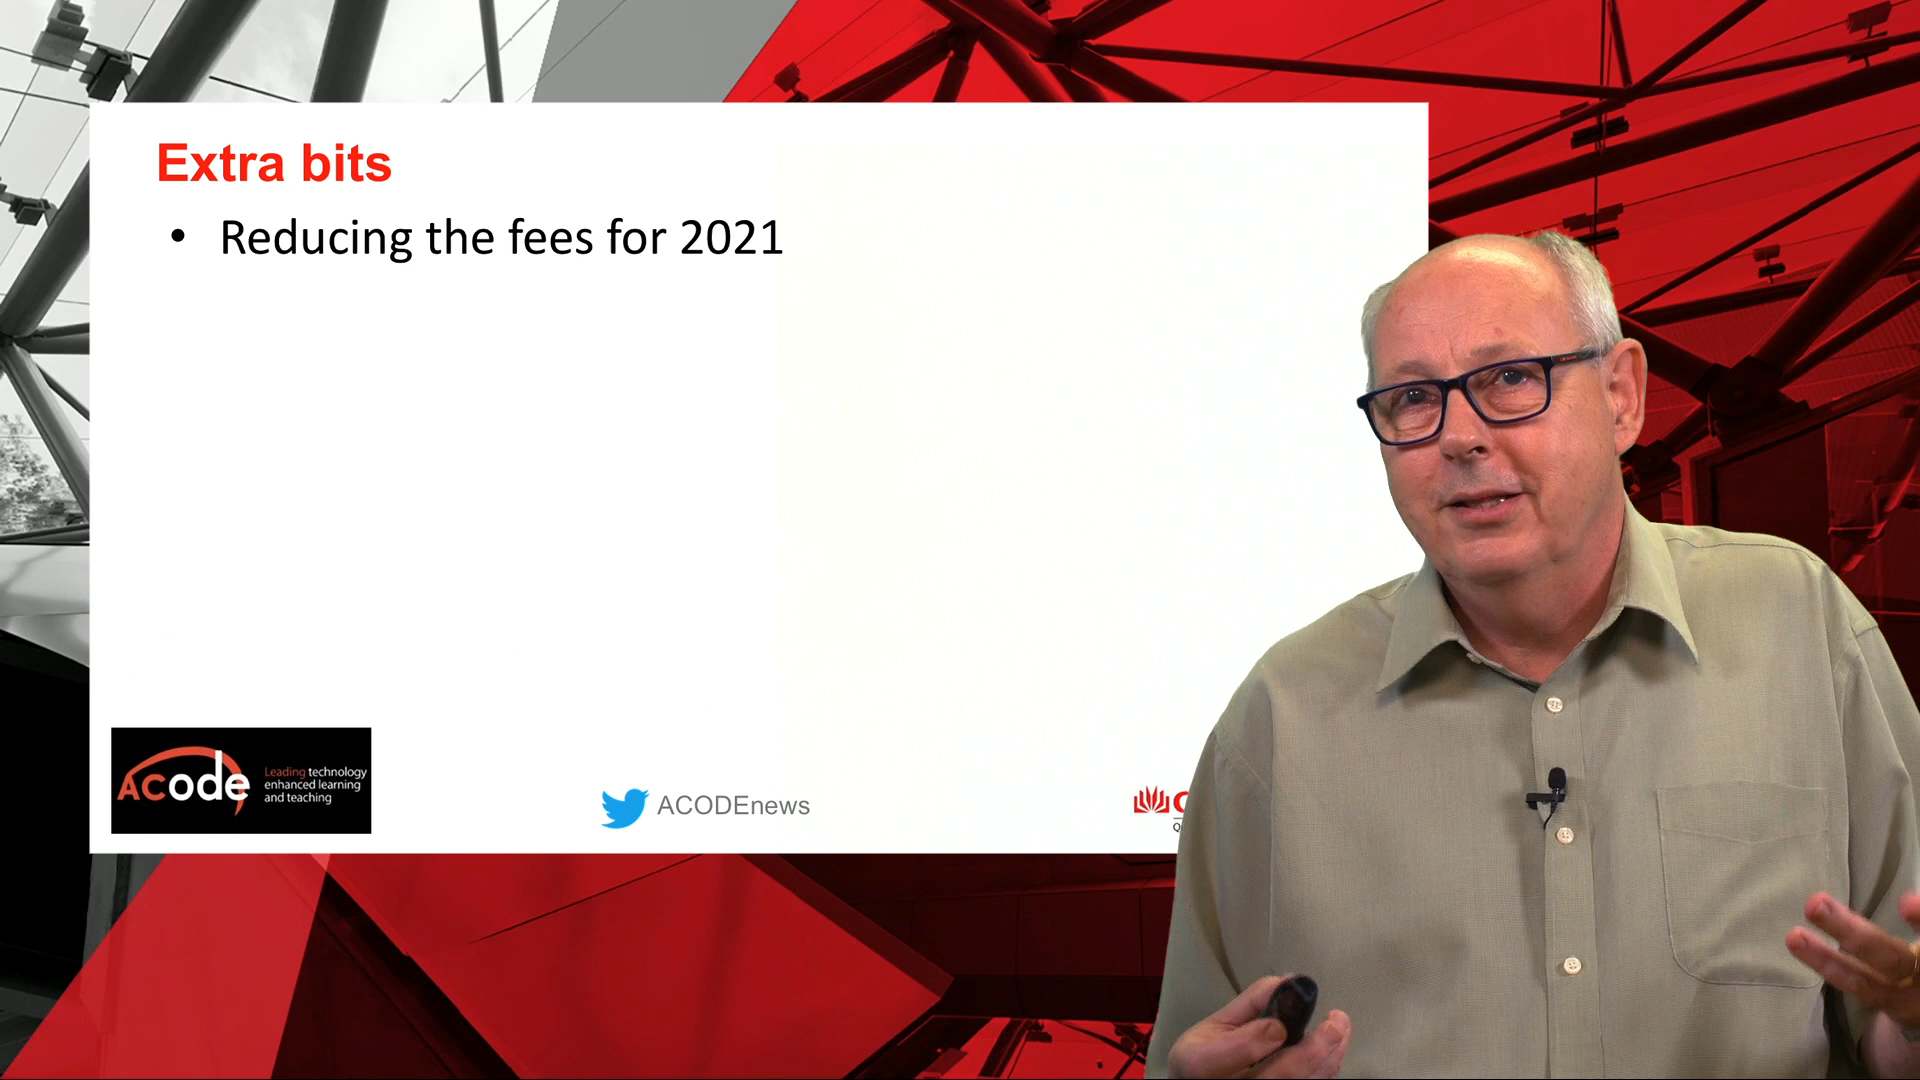 Extra bits
• Reducing the fees for 2021
Acode
Leading technology
enhanced learning
and teaching
ACODEnews